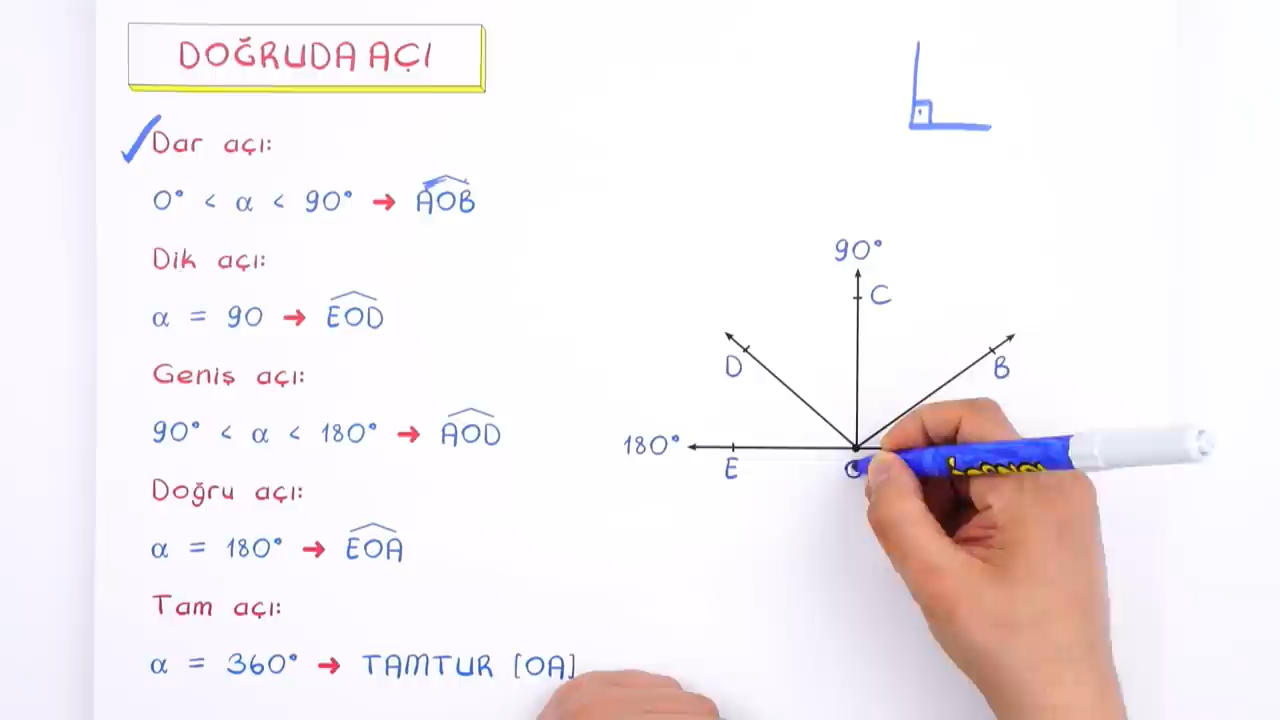 DOĞRUDA AÇI
Dar açı:
0° < α < 90° → AOB
Dik açı:
α = 90 → EOD
Geniş açı:
90° < α < 180° → AOD
Doğru açı:
α = 180° → EOA
Tam açı:
α = 360° → TAMTUR [OA]
90°
C
D
B
180°
E